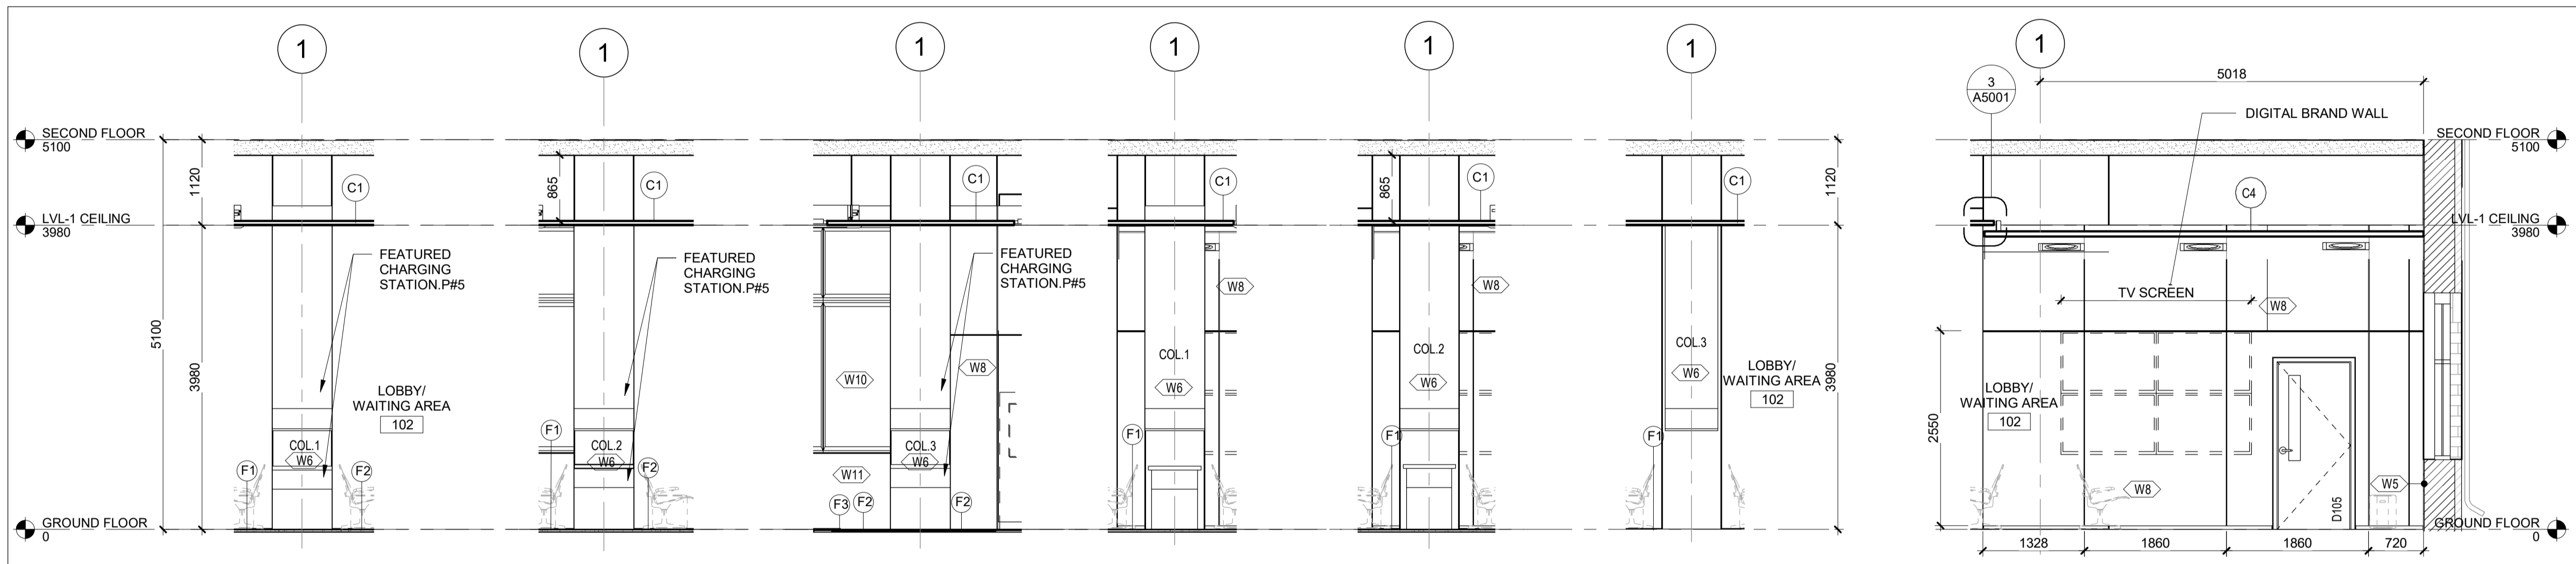 1
1
1
1
1
1
1
SECOND FLOOR
5100
LVL-1 CEILING
3980
GROUND FLOOR
0
5100
1120
3980
C1
FEATURED
CHARGING
STATION.P#5
LOBBY/
WAITING AREA
102
COL.1
W6
F1
F2
865
C1
FEATURED
CHARGING
STATION.P#5
COL.2
W6
F1
F2
C1
FEATURED
CHARGING
STATION.P#5
W10
W8
COL.3
W6
W11
F3
F2
F2
C1
W8
COL.1
W6
F1
865
C1
W8
COL.2
W6
F1
C1
COL.3
W6
LOBBY/
WAITING AREA
102
F1
1120
3980
3
A5001
5018
DIGITAL BRAND WALL
C4
TV SCREEN
W8
LOBBY/
WAITING AREA
102
2550
W8
D105
W5
1328
1860
1860
720
SECOND FLOOR
5100
LVL-1 CEILING
3980
GROUND FLOOR
0